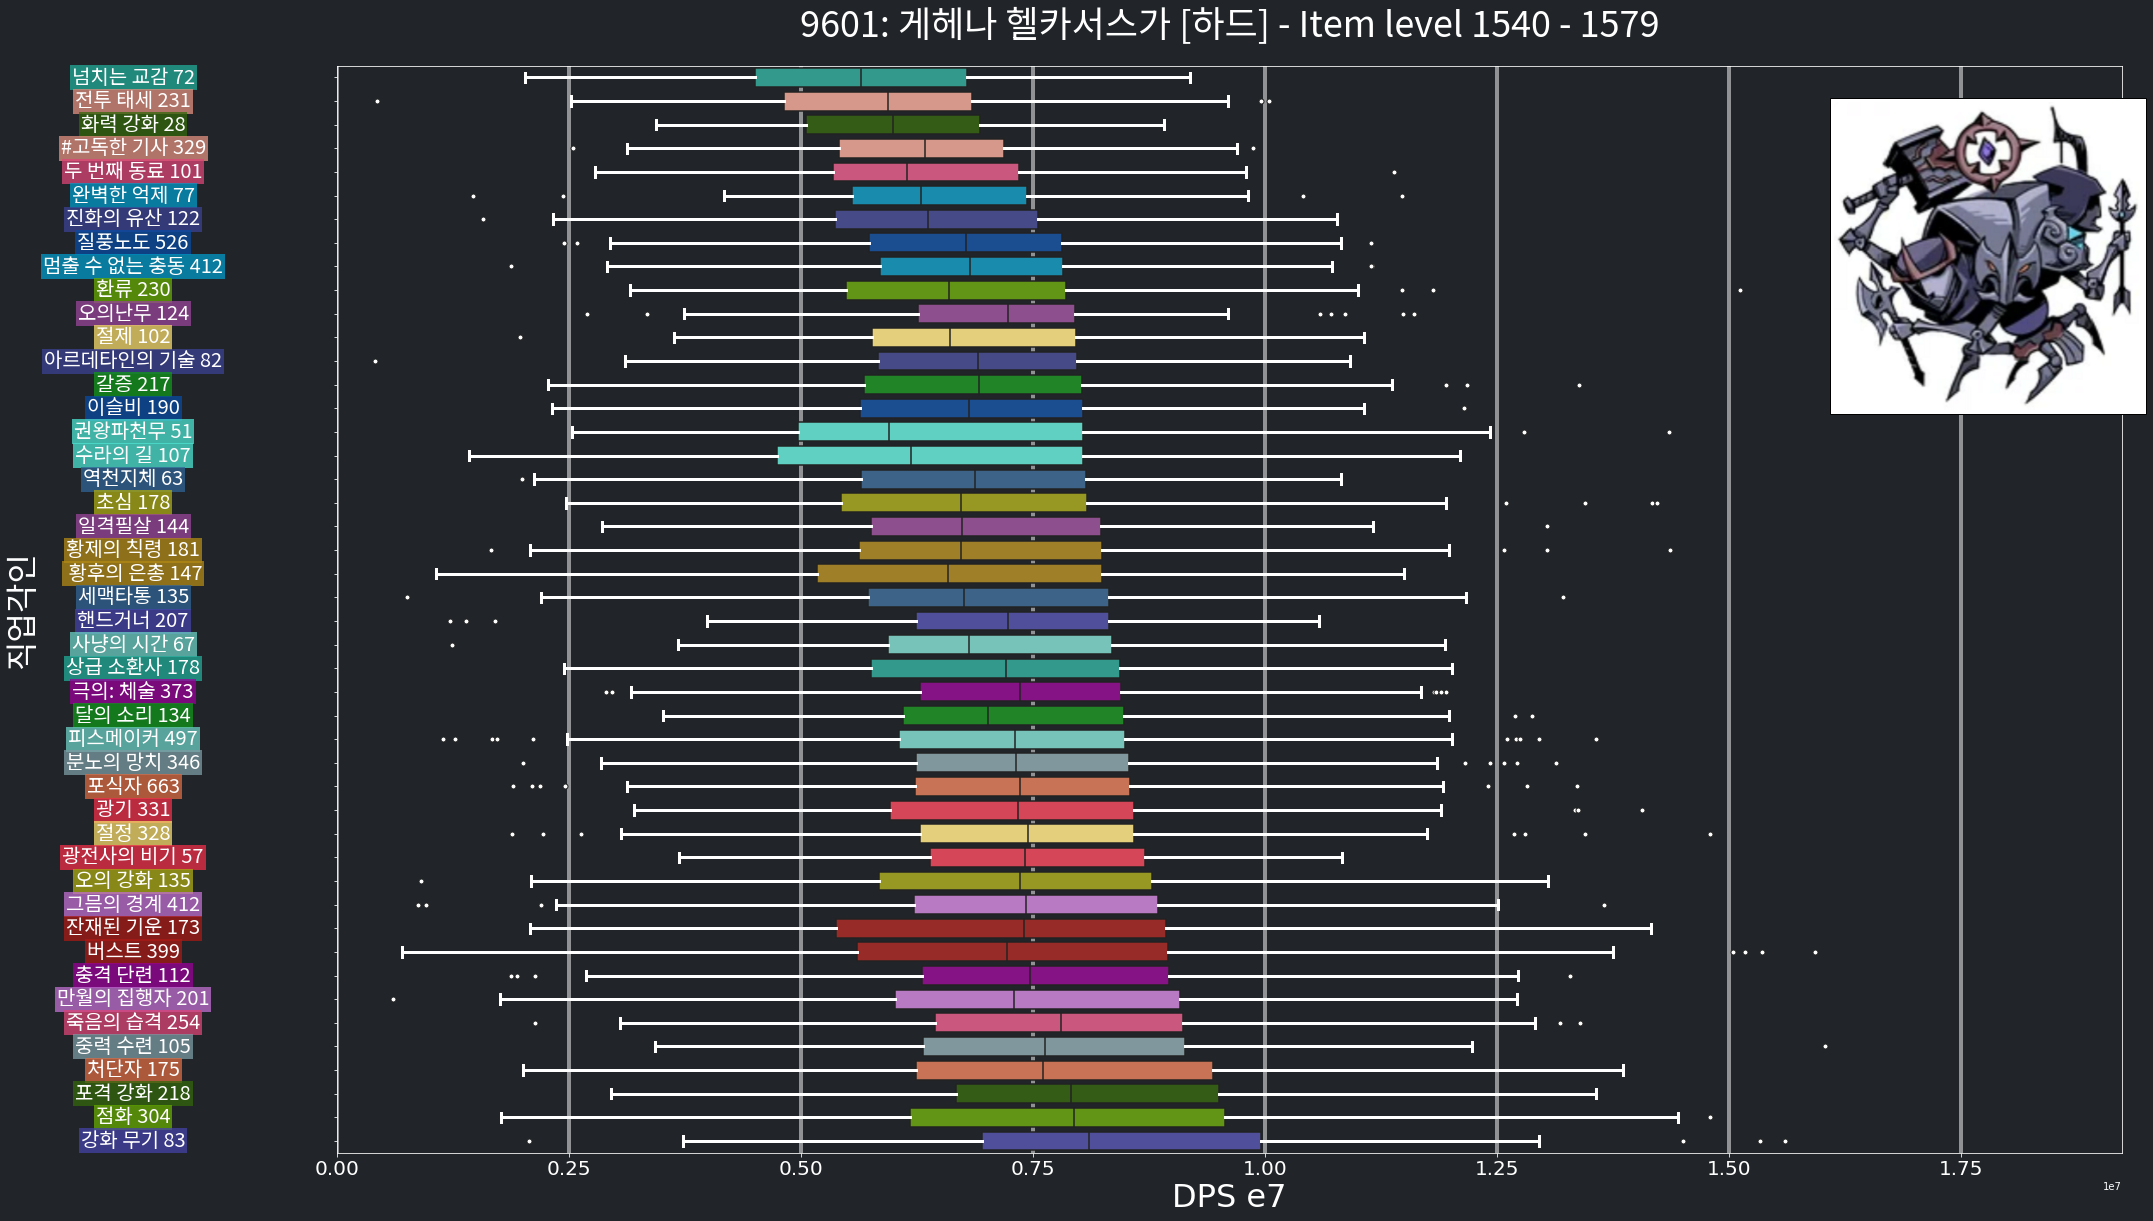 9601: 게헤나 헬카서스가 [하드] - Item level 1540 - 1579
직업각인
넘치는 교감 72
전투 태세 231
화력 강화 28
#고독한 기사 329
두 번째 동료 101
완벽한 억제 77
진화의 유산 122
질풍노도 526
멈출 수 없는 충동 412
환류 230
오의난무 124
절제 102
아르데타인의 기술 82
갈증 217
이슬비 190
권왕파천무 51
수라의 길 107
역천지체 63
초심 178
일격필살 144
황제의 칙령 181
황후의 은총 147
세맥타통 135
핸드거너 207
사냥의 시간 67
상급 소환사 178
극의: 체술 373
달의 소리 134
피스메이커 497
분노의 망치 346
포식자 663
광기 331
절정 328
광전사의 비기 57
오의 강화 135
그믐의 경계 412
잔재된 기운 173
버스트 399
충격 단련 112
만월의 집행자 201
죽음의 습격 254
중력 수련 105
처단자 175
포격 강화 218
점화 304
강화 무기 83
0.00 0.25 0.50 0.75 1.00 1.25 1.50 1.75
1e7
DPS e7